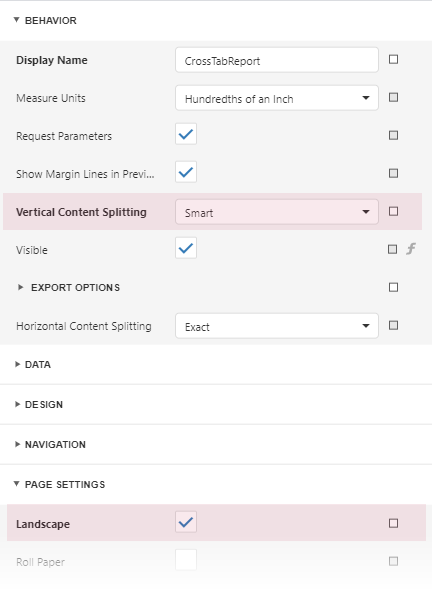 BEHAVIOR
Display Name CrossTabReport
Measure Units Hundredths of an Inch
Request Parameters
Show Margin Lines in Previ...
Vertical Content Splitting Smart
Visible f
EXPORT OPTIONS
Horizontal Content Splitting Exact
DATA
DESIGN
NAVIGATION
PAGE SETTINGS
Landscape
Roll Paper